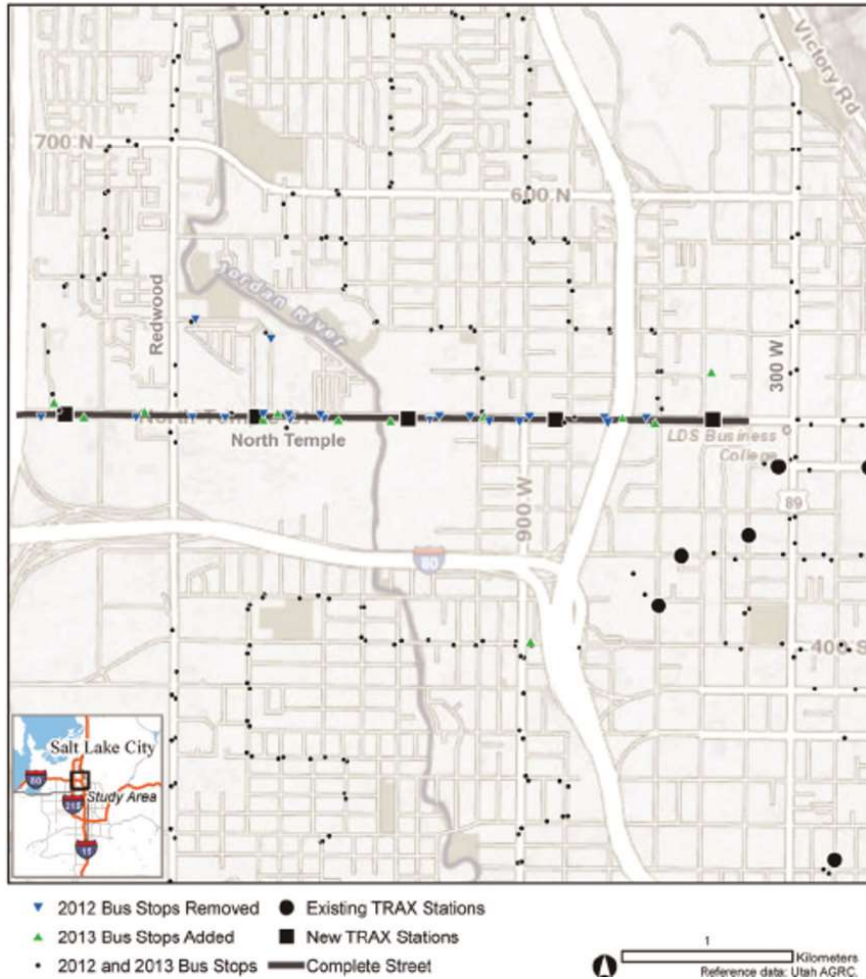 Victory Rd
700 N
600 N
Jordan River
Redwood
300 W
North Temple
LDS Business
College
89
900 W
80
400 S
Salt Lake City
80
Study Area
215
15
2012 Bus Stops Removed
Existing TRAX Stations
2013 Bus Stops Added
New TRAX Stations
2012 and 2013 Bus Stops
Complete Street
1
Kilometers
Reference data: Utah AGRC.